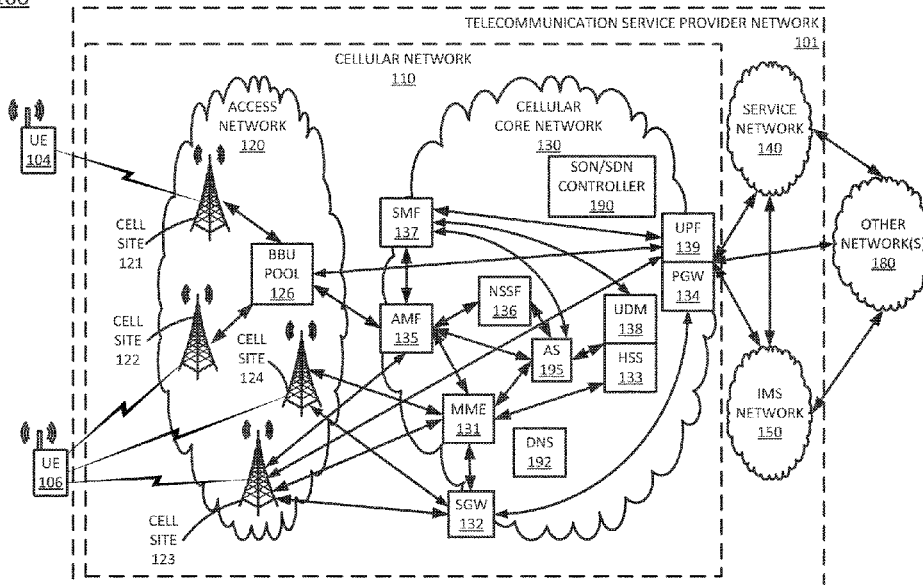 100
TELECOMMUNICATION SERVICE PROVIDER NETWORK
101
CELLULAR NETWORK
110
ACCESS
NETWORK
120
CELLULAR
CORE NETWORK
130
SERVICE
NETWORK
140
UE
104
SON/SDN
CONTROLLER
190
OTHER
NETWORK(S)
180
CELL
SITE
121
SMF
137
UPF
139
PGW
134
BBU
POOL
126
NSSF
136
UDM
138
AMF
135
CELL
SITE
122
CELL
SITE
124
AS
195
HSS
133
IMS
NETWORK
150
MME
131
DNS
192
UE
106
SGW
132
CELL
SITE
123